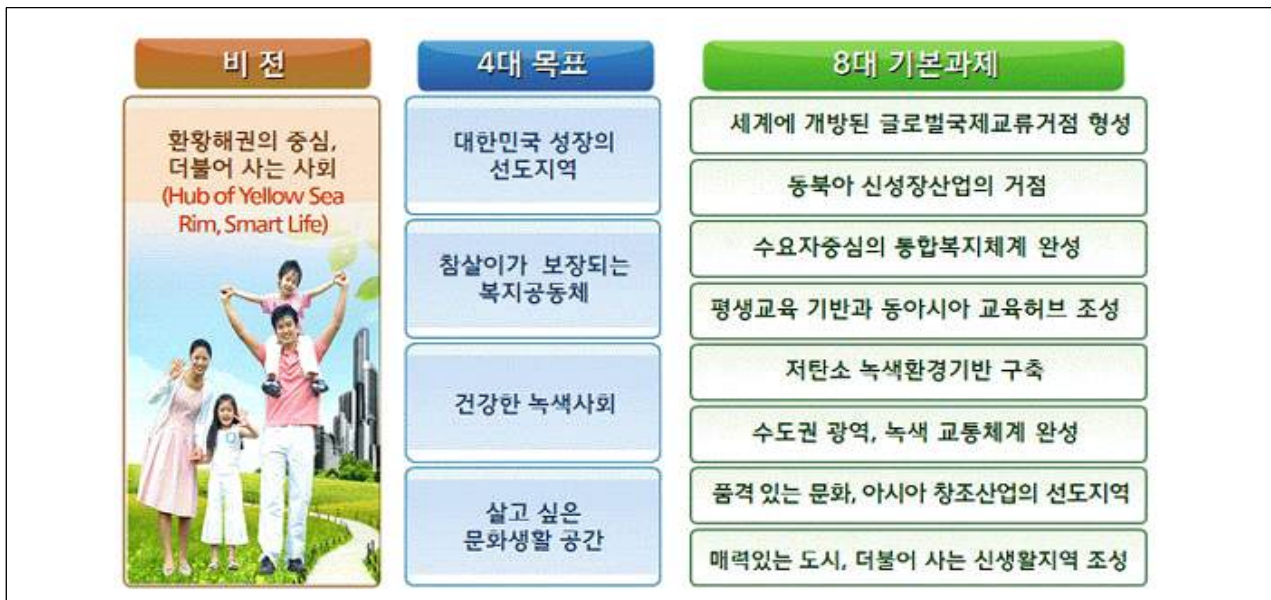 비 전
환황해권의 중심,
더불어 사는 사회
(Hub of Yellow Sea
Rim, Smart Life)
4대 목표
대한민국 성장의
선도지역
참살이가 보장되는
복지공동체
건강한 녹색사회
살고 싶은
문화생활 공간
8대 기본과제
세계에 개방된 글로벌국제교류거점 형성
동북아 신성장산업의 거점
수요자중심의 통합복지체계 완성
평생교육 기반과 동아시아 교육허브 조성
저탄소 녹색환경기반 구축
수도권 광역, 녹색 교통체계 완성
품격 있는 문화, 아시아 창조산업의 선도지역
매력있는 도시, 더불어 사는 신생활지역 조성